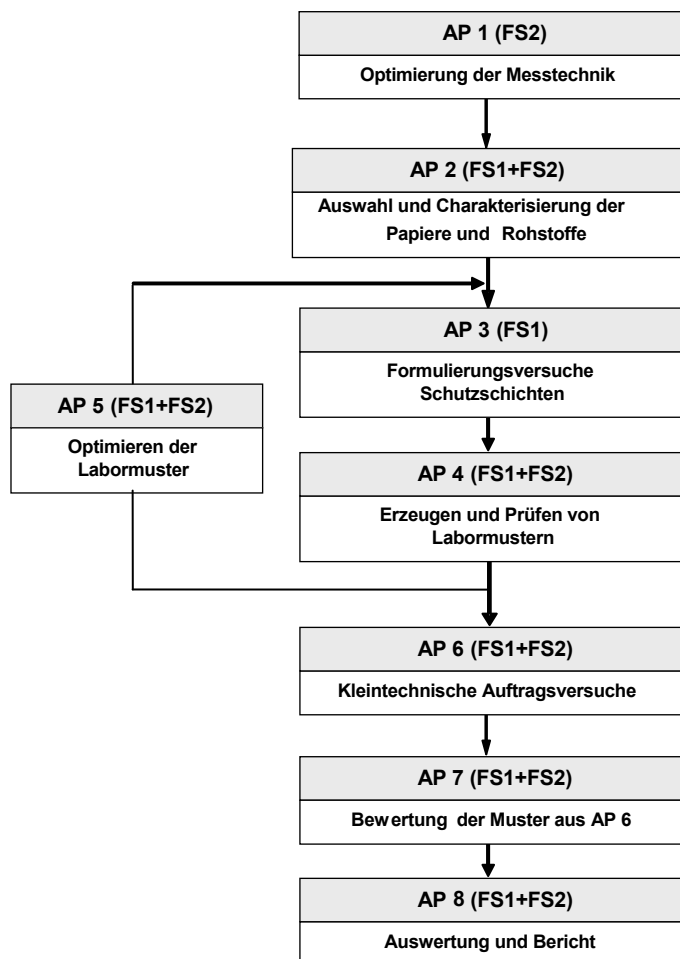 AP 1 (FS2)
Optimierung der Messtechnik
AP 2 (FS1+FS2)
Auswahl und Charakterisierung der
Papiere und Rohstoffe
AP 3 (FS1)
Formulierungsversuche
Schutzschichten
AP 5 (FS1+FS2)
Optimieren der
Labormuster
AP 4 (FS1+FS2)
Erzeugen und Prüfen von
Labormustern
AP 6 (FS1+FS2)
Kleintechnische Auftragsversuche
AP 7 (FS1+FS2)
Bewertung der Muster aus AP 6
AP 8 (FS1+FS2)
Auswertung und Bericht